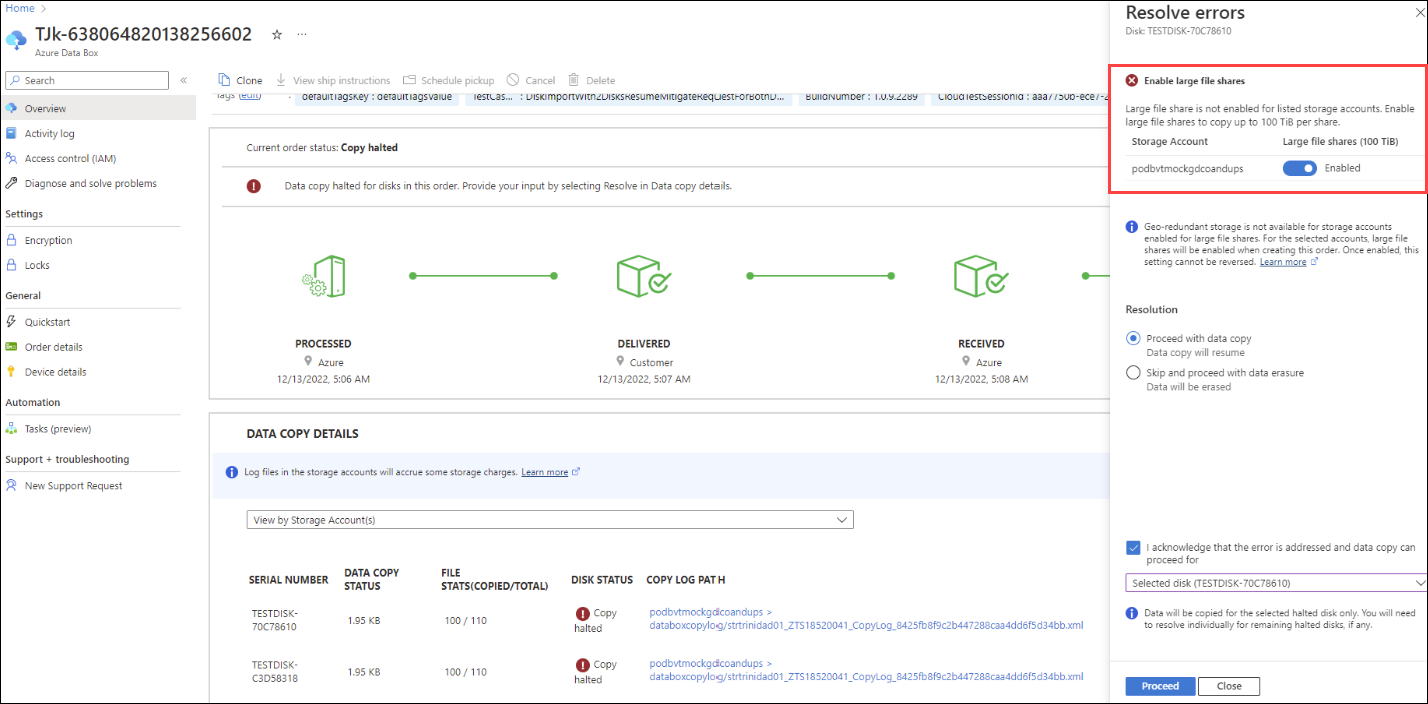 Home
TJk-638064820138256602
Azure Data Box
Search
Overview
Activity log
Access control (IAM)
Diagnose and solve problems
Settings
Encryption
Locks
General
Quickstart
Order details
Device details
Automation
Tasks (preview)
Support + troubleshooting
New Support Request
Clone
View ship instructions
Schedule pickup
Cancel
Delete
Tags (edit)
: defaultTagsKey : defaultTagsValue
TestCas... : DiskImportWith2DisksResumeMitigateRequestForBothD...
BuildNumber : 1.0.9.2289
CloudTestSessionId : aaa7750b-ece7-2
Current order status: Copy halted
Data copy halted for disks in this order. Provide your input by selecting Resolve in Data copy details.
PROCESSED
Azure
12/13/2022, 5:06 AM
DELIVERED
Customer
12/13/2022, 5:07 AM
RECEIVED
Azure
12/13/2022, 5:08 AM
DATA COPY DETAILS
Log files in the storage accounts will accrue some storage charges. Learn more
View by Storage Account(s)
SERIAL NUMBER
DATA COPY
STATUS
FILE
STATS(COPIED/TOTAL)
DISK STATUS
COPY LOG PATH
TESTDISK-
70C78610
1.95 KB
100 / 110
Copy
halted
podbvtmockgdcoandups >
databoxcopylog/strtrinidad01_ZTS18520041_CopyLog_8425fb8f9c2b447288caa4dd6f5d34bb.xml
TESTDISK-
C3D58318
1.95 KB
100 / 110
Copy
halted
podbvtmockgdcoandups >
databoxcopylog/strtrinidad01_ZTS18520041_CopyLog_8425fb8f9c2b447288caa4dd6f5d34bb.xml
Resolve errors
Disk: TESTDISK-70C78610
Enable large file shares
Large file share is not enabled for listed storage accounts. Enable
large file shares to copy up to 100 TiB per share.
Storage Account
Large file shares (100 TiB)
podbvtmockgdcoandups
Enabled
Geo-redundant storage is not available for storage accounts
enabled for large file shares. For the selected accounts, large file
shares will be enabled when creating this order. Once enabled, this
setting cannot be reversed. Learn more
Resolution
Proceed with data copy
Data copy will resume
Skip and proceed with data erasure
Data will be erased
I acknowledge that the error is addressed and data copy can
proceed for
Selected disk (TESTDISK-70C78610)
Data will be copied for the selected halted disk only. You will need
to resolve individually for remaining halted disks, if any.
Proceed
Close